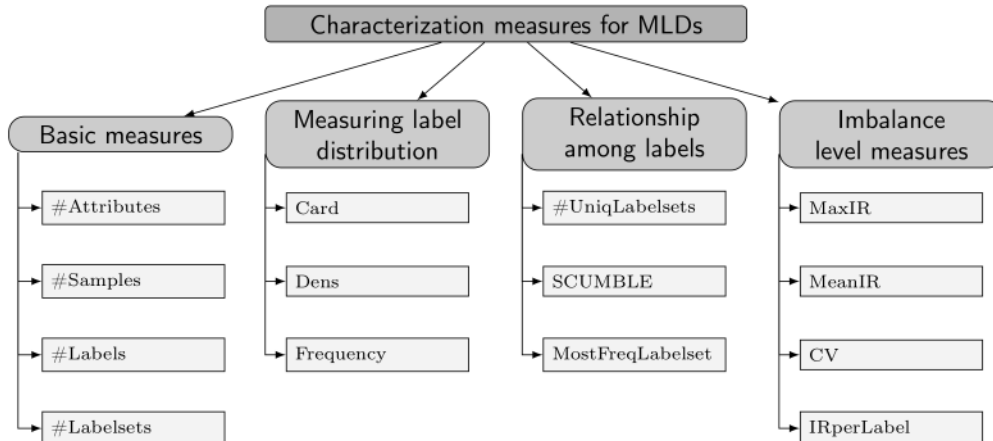 Characterization measures for MLDs
Basic measures
#Attributes
#Samples
#Labels
#Labelsets
Measuring label
distribution
Card
Dens
Frequency
Relationship
among labels
#UniqLabelsets
SCUMBLE
MostFreqLabelset
Imbalance
level measures
MaxIR
MeanIR
CV
IRperLabel